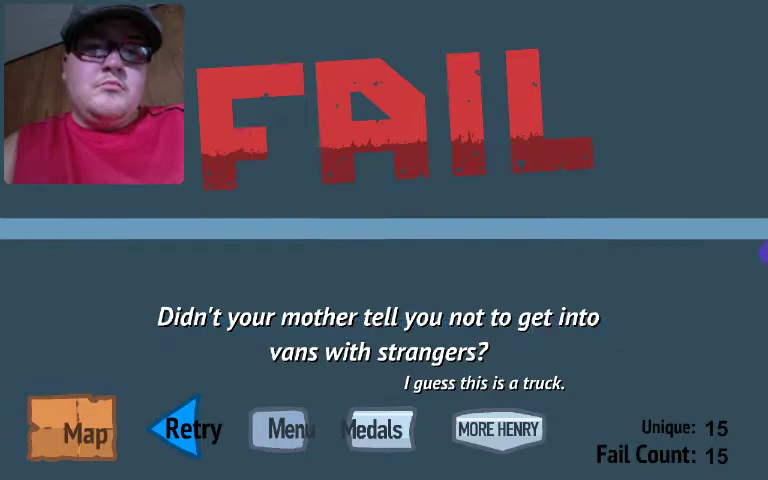 FAIL
Didn't your mother tell you not to get into
vans with strangers?
I guess this is a truck.
Map
Retry
Menu
Medals
MORE HENRY
Unique: 15
Fail Count: 15